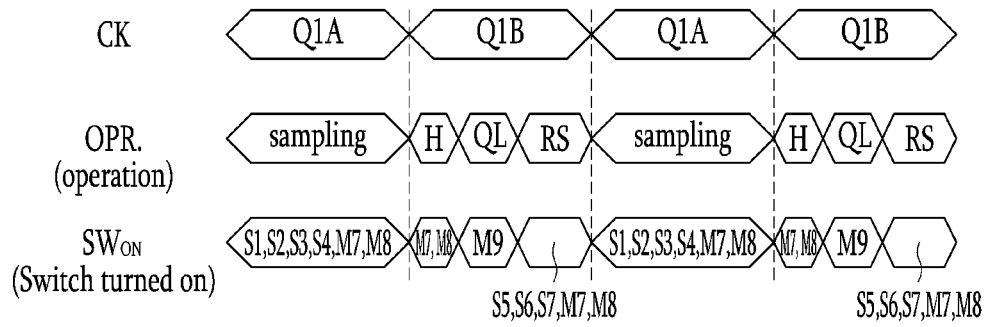 CK Q1A Q1B Q1A Q1B
OPR. sampling H QL RS sampling H QL RS
(operation)
SWON S1,S2,S3,S4,M7,M8 M7, M8 M9 S1,S2,S3,S4,M7,M8 M7, M8 M9
(Switch turned on)
S5,S6,S7,M7,M8 S5,S6,S7,M7,M8